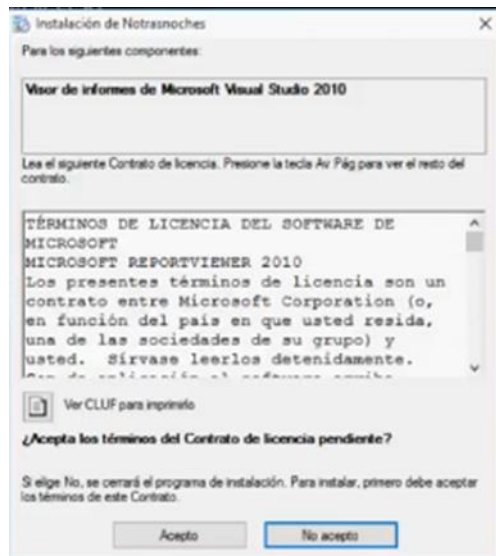 Instalación de Notrasnoches
Para los siguientes componentes:
Visor de informes de Microsoft Visual Studio 2010
Lea el siguiente Contrato de licencia. Presione la tecla Av Pág para ver el resto del
contrato.
TÉRMINOS DE LICENCIA DEL SOFTWARE DE
MICROSOFT
MICROSOFT REPORTVIEWER 2010
Los presentes términos de licencia son un
contrato entre Microsoft Corporation (o,
en función del país en que usted resida,
una de las sociedades de su grupo) y
usted. Sírvase leerlos detenidamente.
Ver CLUF para imprimirlo
¿Acepta los términos del Contrato de licencia pendiente?
Si elige No, se cerrará el programa de instalación. Para instalar, primero debe aceptar
los términos de este Contrato.
Acepto
No acepto